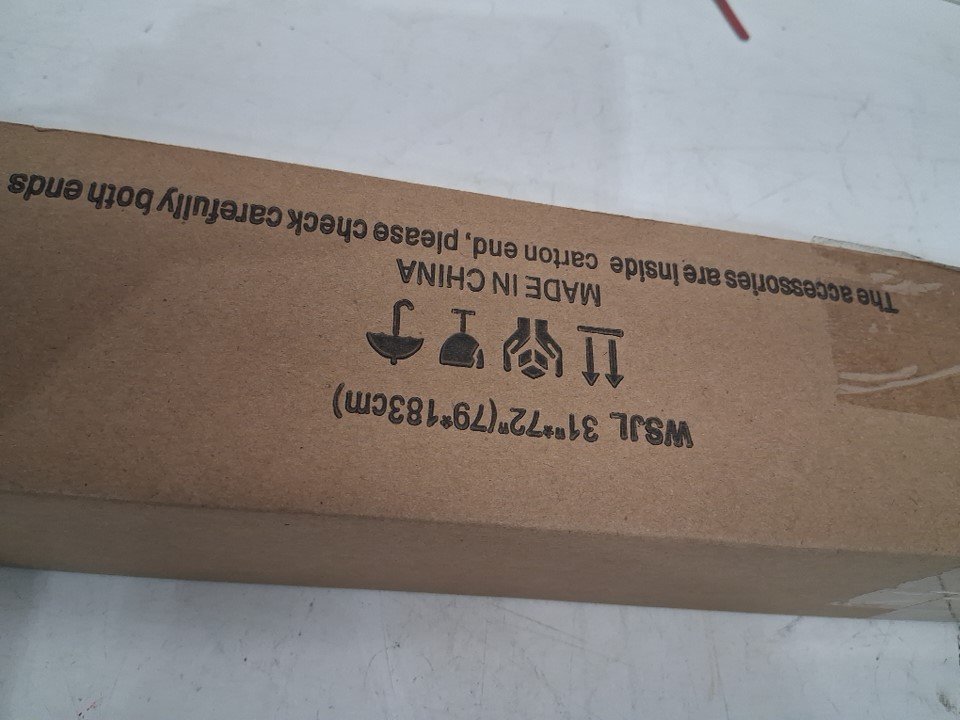 WSJL 31"*72"(79*183cm)
MADE IN CHINA
The accessories are inside carton end, please check carefully both ends